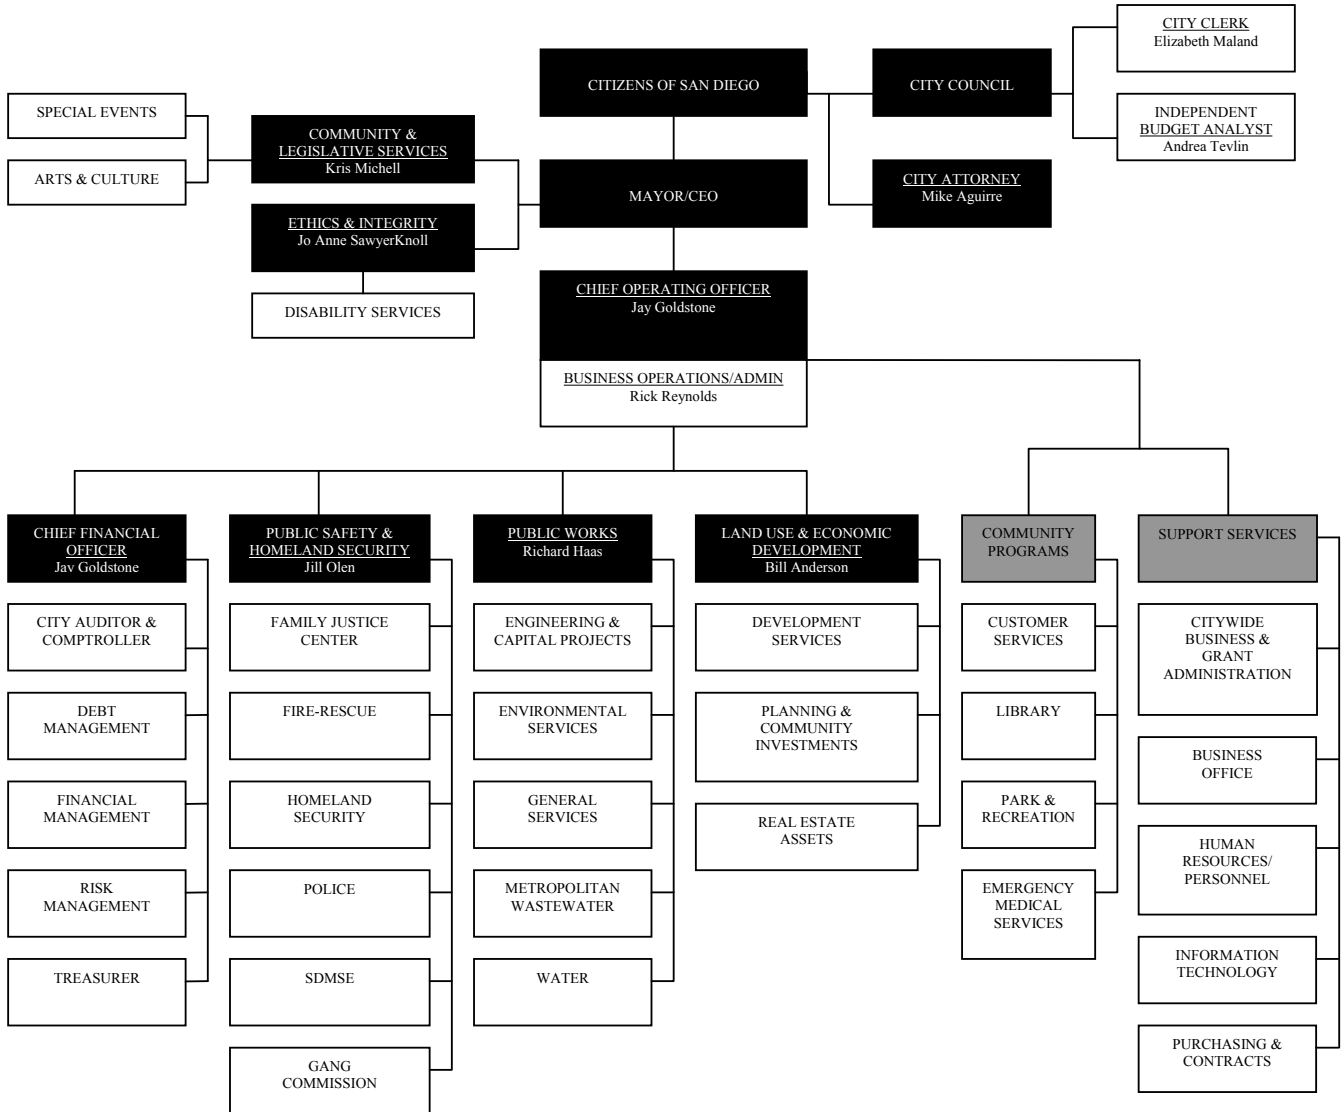 CITY CLERK
Elizabeth Maland
CITIZENS OF SAN DIEGO
CITY COUNCIL
INDEPENDENT
BUDGET ANALYST
Andrea Tevlin
SPECIAL EVENTS
ARTS & CULTURE
COMMUNITY &
LEGISLATIVE SERVICES
Kris Michell
MAYOR/CEO
CITY ATTORNEY
Mike Aguirre
ETHICS & INTEGRITY
Jo Anne SawyerKnoll
DISABILITY SERVICES
CHIEF OPERATING OFFICER
Jay Goldstone
BUSINESS OPERATIONS/ADMIN
Rick Reynolds
CHIEF FINANCIAL
OFFICER
Jay Goldstone
CITY AUDITOR &
COMPTROLLER
DEBT
MANAGEMENT
FINANCIAL
MANAGEMENT
RISK
MANAGEMENT
TREASURER
PUBLIC SAFETY &
HOMELAND SECURITY
Jill Olen
FAMILY JUSTICE
CENTER
FIRE-RESCUE
HOMELAND
SECURITY
POLICE
SDMSE
GANG
COMMISSION
PUBLIC WORKS
Richard Haas
ENGINEERING &
CAPITAL PROJECTS
ENVIRONMENTAL
SERVICES
GENERAL
SERVICES
METROPOLITAN
WASTEWATER
WATER
LAND USE & ECONOMIC
DEVELOPMENT
Bill Anderson
DEVELOPMENT
SERVICES
PLANNING &
COMMUNITY
INVESTMENTS
REAL ESTATE
ASSETS
COMMUNITY
PROGRAMS
CUSTOMER
SERVICES
LIBRARY
PARK &
RECREATION
EMERGENCY
MEDICAL
SERVICES
SUPPORT SERVICES
CITYWIDE
BUSINESS &
GRANT
ADMINISTRATION
BUSINESS
OFFICE
HUMAN
RESOURCES/
PERSONNEL
INFORMATION
TECHNOLOGY
PURCHASING &
CONTRACTS